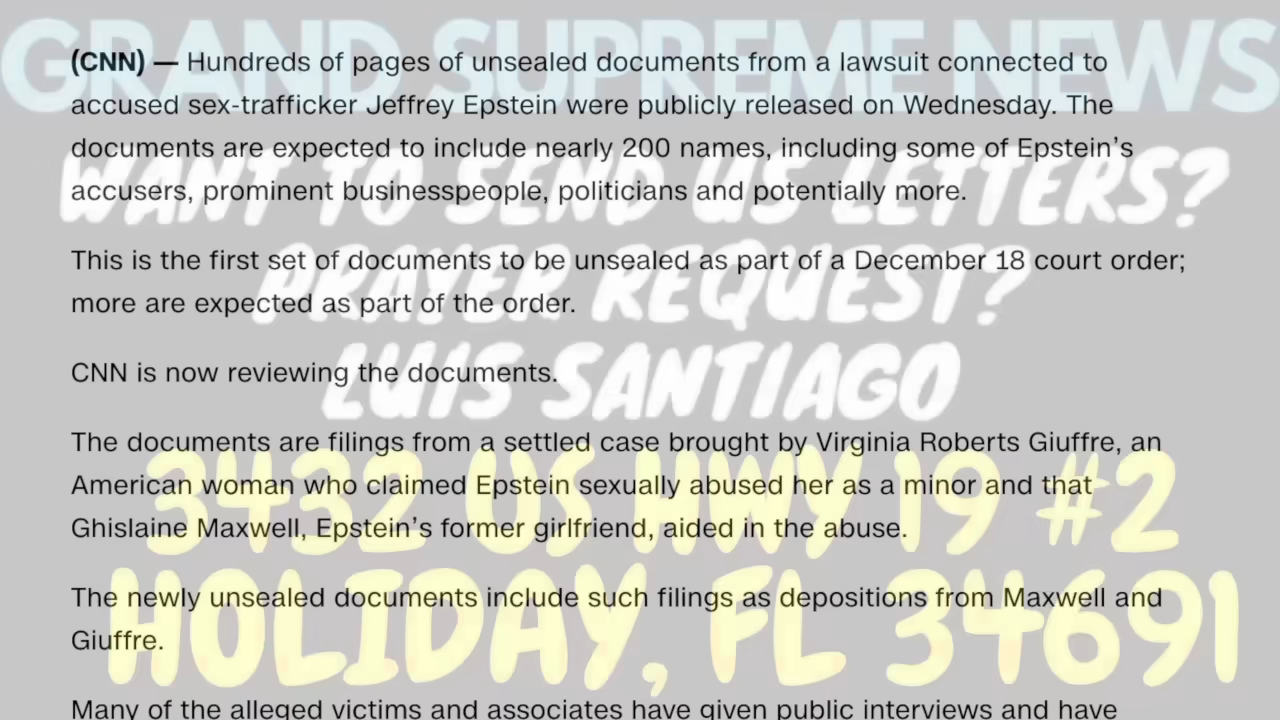 GRAND SUPREME NEWS
WANT TO SEND US LETTERS?
PRAYER REQUEST?
LUIS SANTIAGO
3432 US HWY 19 #2
HOLIDAY, FL 34691
(CNN) — Hundreds of pages of unsealed documents from a lawsuit connected to
accused sex-trafficker Jeffrey Epstein were publicly released on Wednesday. The
documents are expected to include nearly 200 names, including some of Epstein’s
accusers, prominent businesspeople, politicians and potentially more.
This is the first set of documents to be unsealed as part of a December 18 court order;
more are expected as part of the order.
CNN is now reviewing the documents.
The documents are filings from a settled case brought by Virginia Roberts Giuffre, an
American woman who claimed Epstein sexually abused her as a minor and that
Ghislaine Maxwell, Epstein’s former girlfriend, aided in the abuse.
The newly unsealed documents include such filings as depositions from Maxwell and
Giuffre.
Many of the alleged victims and associates have given public interviews and have